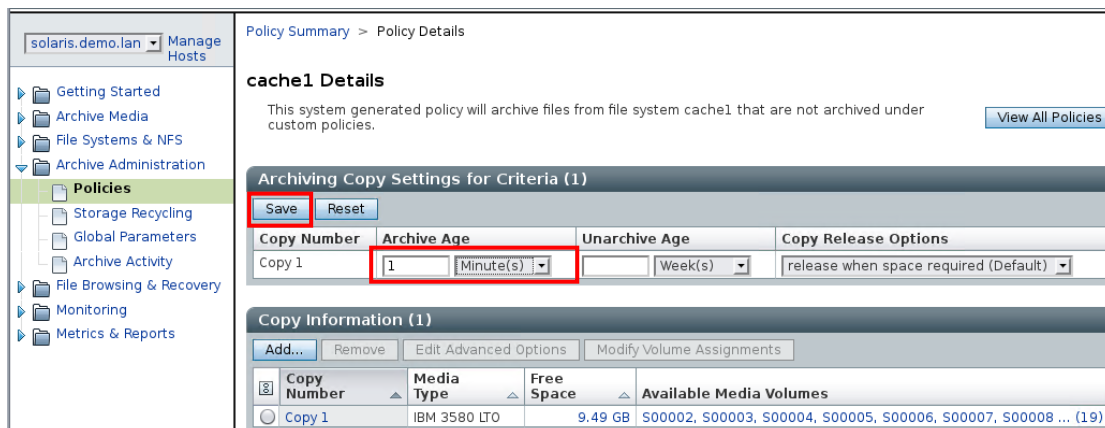 solaris.demo.lan Manage Hosts
Getting Started
Archive Media
File Systems & NFS
Archive Administration
Policies
Storage Recycling
Global Parameters
Archive Activity
File Browsing & Recovery
Monitoring
Metrics & Reports
Policy Summary > Policy Details
cache1 Details
This system generated policy will archive files from file system cache1 that are not archived under
custom policies.
View All Policies
Archiving Copy Settings for Criteria (1)
Save Reset
Copy Number Archive Age Unarchive Age Copy Release Options
Copy 1 1 Minute(s) Week(s) release when space required (Default)
Copy Information (1)
Add... Remove Edit Advanced Options Modify Volume Assignments
Copy Number Media Type Free Space Available Media Volumes
Copy 1 IBM 3580 LTO 9.49 GB S00002, S00003, S00004, S00005, S00006, S00007, S00008 ... (19)